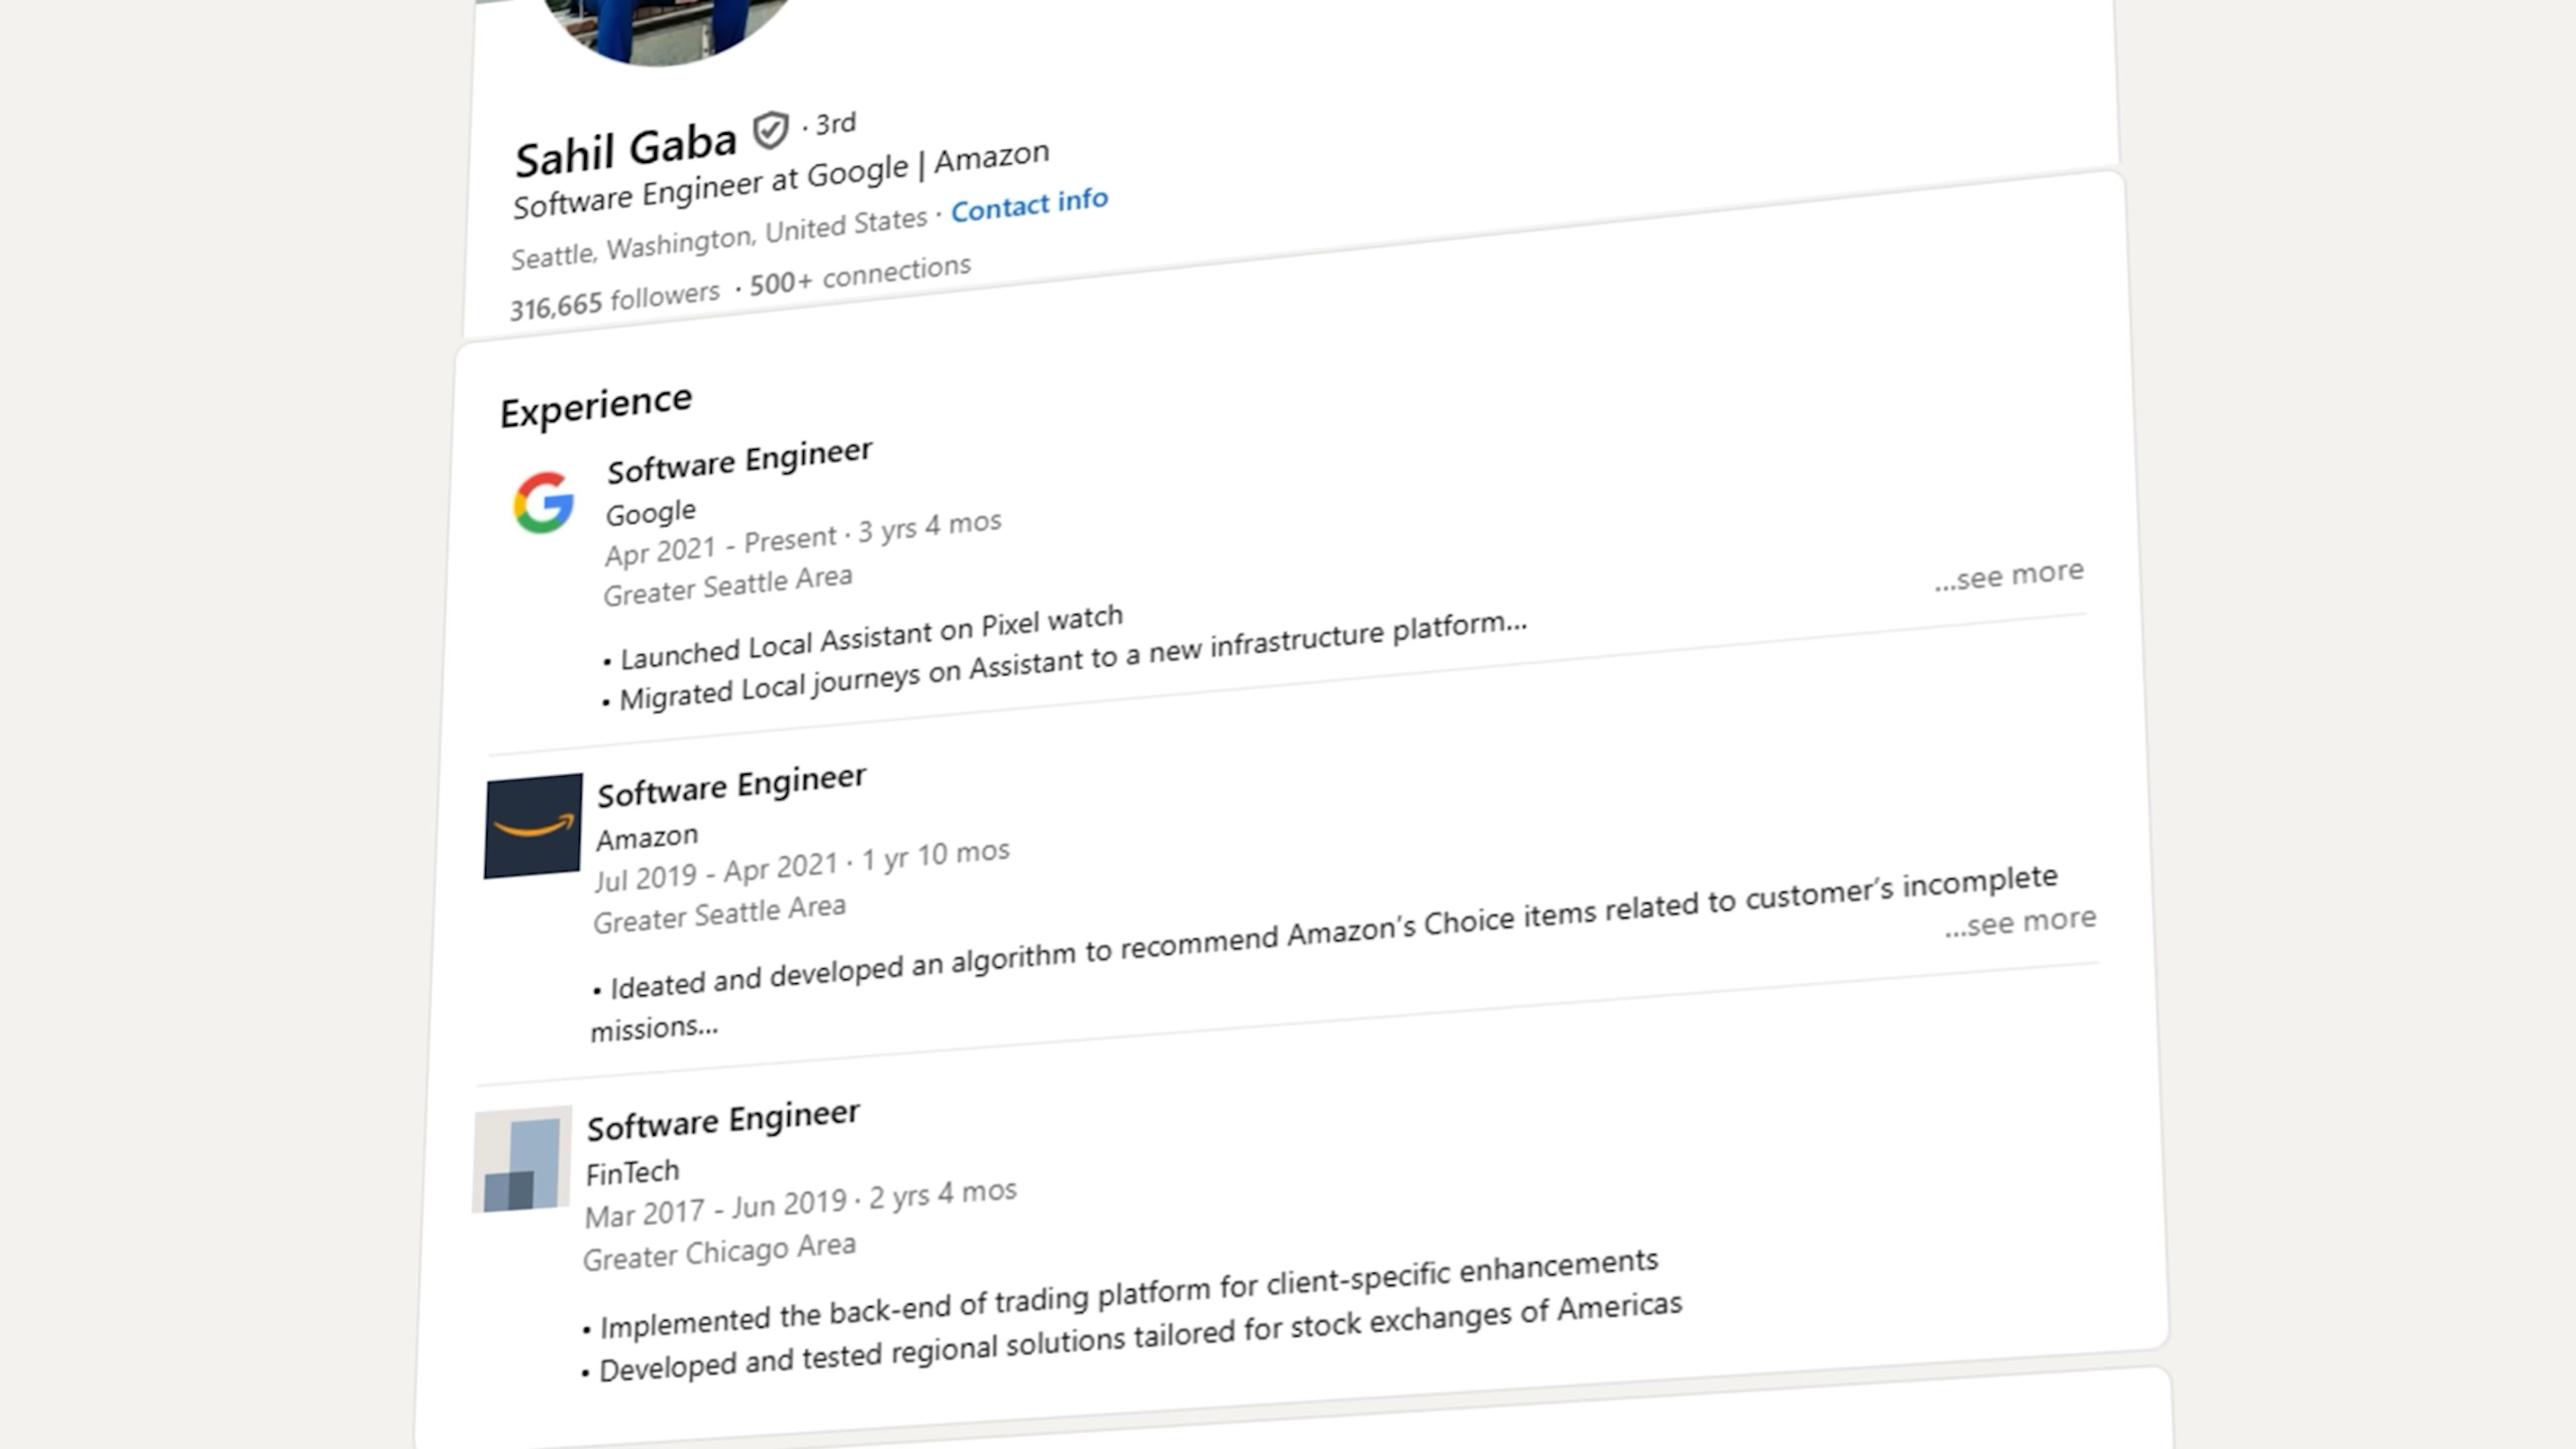 Sahil Gaba · 3rd
Software Engineer at Google | Amazon
Seattle, Washington, United States · Contact info
316,665 followers · 500+ connections
Experience
Software Engineer
Google
Apr 2021 - Present · 3 yrs 4 mos
Greater Seattle Area
• Launched Local Assistant on Pixel watch
• Migrated Local journeys on Assistant to a new infrastructure platform...
...see more
Software Engineer
Amazon
Jul 2019 - Apr 2021 · 1 yr 10 mos
Greater Seattle Area
• Ideated and developed an algorithm to recommend Amazon's Choice items related to customer's incomplete
missions...
...see more
Software Engineer
FinTech
Mar 2017 - Jun 2019 · 2 yrs 4 mos
Greater Chicago Area
• Implemented the back-end of trading platform for client-specific enhancements
• Developed and tested regional solutions tailored for stock exchanges of Americas